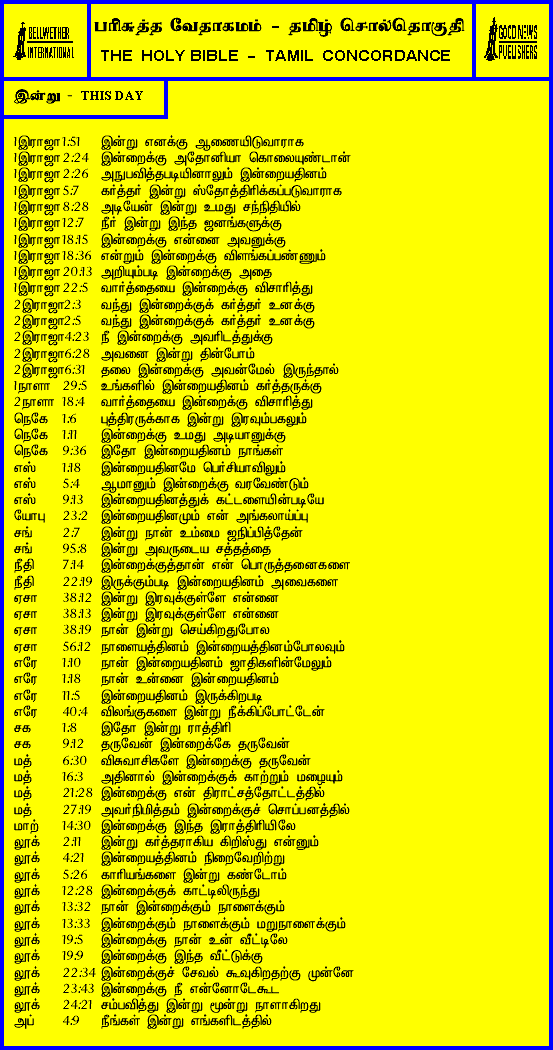 BELLWETHER
INTERNATIONAL
பரிசுத்த வேதாகமம் - தமிழ் சொல்தொகுதி
THE HOLY BIBLE - TAMIL CONCORDANCE
GOOD NEWS
PUBLISHERS
இன்று - THIS DAY
1இராஜா 1:51 இன்று எனக்கு ஆணையிடுவாராக
1இராஜா 2:24 இன்றைக்கு அதோனியா கொலையுண்டான்
1இராஜா 2:26 அநுபவித்தபடியினாலும் இன்றையதினம்
1இராஜா 5:7 கர்த்தர் இன்று ஸ்தோத்திரிக்கப்படுவாராக
1இராஜா 8:28 அடியேன் இன்று உமது சந்நிதியில்
1இராஜா 12:7 நீர் இன்று இந்த ஜனங்களுக்கு
1இராஜா 18:15 இன்றைக்கு என்னை அவனுக்கு
1இராஜா 18:36 என்றும் இன்றைக்கு விளங்கப்பண்ணும்
1இராஜா 20:13 அறியும்படி இன்றைக்கு அதை
1இராஜா 22:5 வார்த்தையை இன்றைக்கு விசாரித்து
2இராஜா 2:3 வந்து இன்றைக்குக் கர்த்தர் உனக்கு
2இராஜா 2:5 வந்து இன்றைக்குக் கர்த்தர் உனக்கு
2இராஜா 4:23 நீ இன்றைக்கு அவரிடத்துக்கு
2இராஜா 6:28 அவனை இன்று தின்போம்
2இராஜா 6:31 தலை இன்றைக்கு அவன்மேல் இருந்தால்
1நாளா 29:5 உங்களில் இன்றையதினம் கர்த்தருக்கு
2நாளா 18:4 வார்த்தையை இன்றைக்கு விசாரித்து
நெகே 1:6 புத்திரருக்காக இன்று இரவும்பகலும்
நெகே 1:11 இன்றைக்கு உமது அடியானுக்கு
நெகே 9:36 இதோ இன்றையதினம் நாங்கள்
எஸ் 1:18 இன்றையதினமே பெர்சியாவிலும்
எஸ் 5:4 ஆமானும் இன்றைக்கு வரவேண்டும்
எஸ் 9:13 இன்றையதினத்துக் கட்டளையின்படியே
யோபு 23:2 இன்றையதினமும் என் அங்கலாய்ப்பு
சங் 2:7 இன்று நான் உம்மை ஜநிப்பித்தேன்
சங் 95:8 இன்று அவருடைய சத்தத்தை
நீதி 7:14 இன்றைக்குத்தான் என் பொருத்தனைகளை
நீதி 22:19 இருக்கும்படி இன்றையதினம் அவைகளை
ஏசா 38:12 இன்று இரவுக்குள்ளே என்னை
ஏசா 38:13 இன்று இரவுக்குள்ளே என்னை
ஏசா 38:19 நான் இன்று செய்கிறதுபோல
ஏசா 56:12 நாளையத்தினம் இன்றையத்தினம்போலவும்
எரே 1:10 நான் இன்றையதினம் ஜாதிகளின்மேலும்
எரே 1:18 நான் உன்னை இன்றையதினம்
எரே 11:5 இன்றையதினம் இருக்கிறபடி
எரே 40:4 விலங்குகளை இன்று நீக்கிப்போட்டேன்
சக 1:8 இதோ இன்று ராத்திரி
சக 9:12 தருவேன் இன்றைக்கே தருவேன்
மத் 6:30 விசுவாசிகளே இன்றைக்கு தருவேன்
மத் 16:3 அதினால் இன்றைக்குக் காற்றும் மழையும்
மத் 21:28 இன்றைக்கு என் திராட்சத்தோட்டத்தில்
மத் 27:19 அவர்நிமித்தம் இன்றைக்குச் சொப்பனத்தில்
மாற் 14:30 இன்றைக்கு இந்த இராத்திரியிலே
லூக் 2:11 இன்று கர்த்தராகிய கிறிஸ்து என்னும்
லூக் 4:21 இன்றையத்தினம் நிறைவேறிற்று
லூக் 5:26 காரியங்களை இன்று கண்டோம்
லூக் 12:28 இன்றைக்குக் காட்டிலிருந்து
லூக் 13:32 நான் இன்றைக்கும் நாளைக்கும்
லூக் 13:33 இன்றைக்கும் நாளைக்கும் மறுநாளைக்கும்
லூக் 19:5 இன்றைக்கு நான் உன் வீட்டிலே
லூக் 19:9 இன்றைக்கு இந்த வீட்டுக்கு
லூக் 22:34 இன்றைக்குச் சேவல் கூவுகிறதற்கு முன்னே
லூக் 23:43 இன்றைக்கு நீ என்னோடேகூட
லூக் 24:21 சம்பவித்து இன்று மூன்று நாளாகிறது
அப் 4:9 நீங்கள் இன்று எங்களிடத்தில்